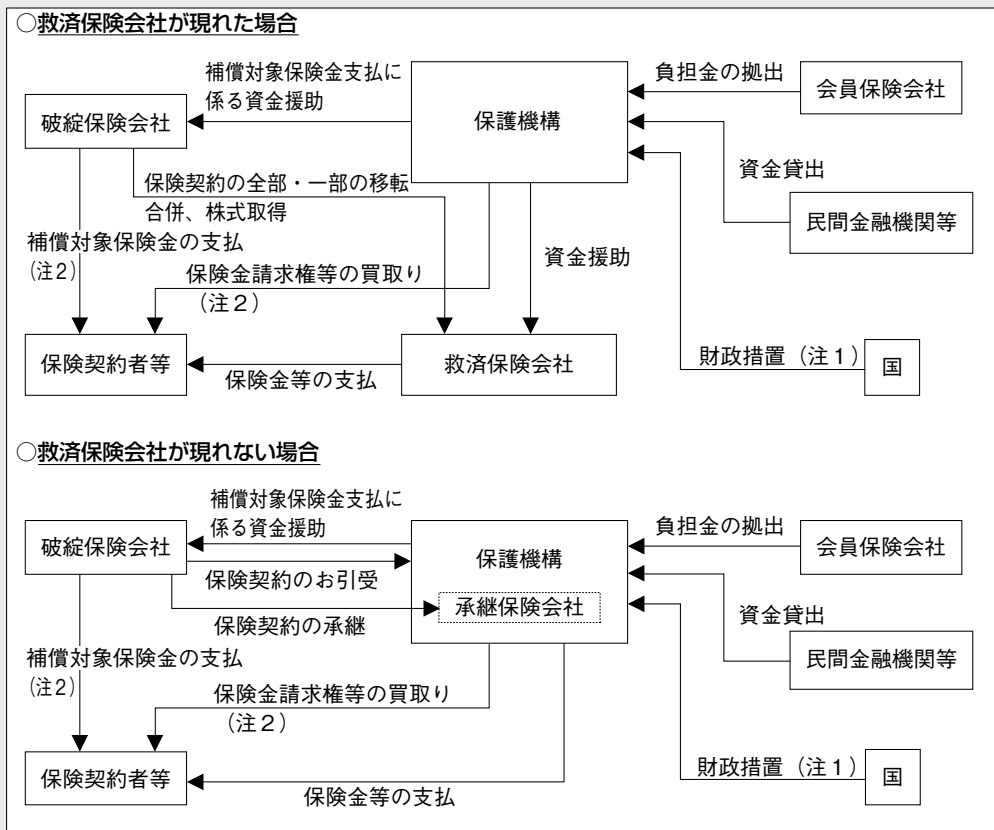 ○救済保険会社が現れた場合
補償対象保険金支払に
係る資金援助
負担金の拠出
会員保険会社
破綻保険会社
保護機構
資金貸出
保険契約の全部・一部の移転
合併、株式取得
民間金融機関等
補償対象保険金の支払
(注2)
資金援助
保険金請求権等の買取り
(注2)
保険契約者等
保険金等の支払
救済保険会社
財政措置(注1)
国
○救済保険会社が現れない場合
補償対象保険金支払に
係る資金援助
負担金の拠出
会員保険会社
破綻保険会社
保護機構
保険契約のお引受
承継保険会社
資金貸出
保険契約の承継
民間金融機関等
補償対象保険金の支払
(注2)
保険金請求権等の買取り
(注2)
保険契約者等
保険金等の支払
財政措置(注1)
国